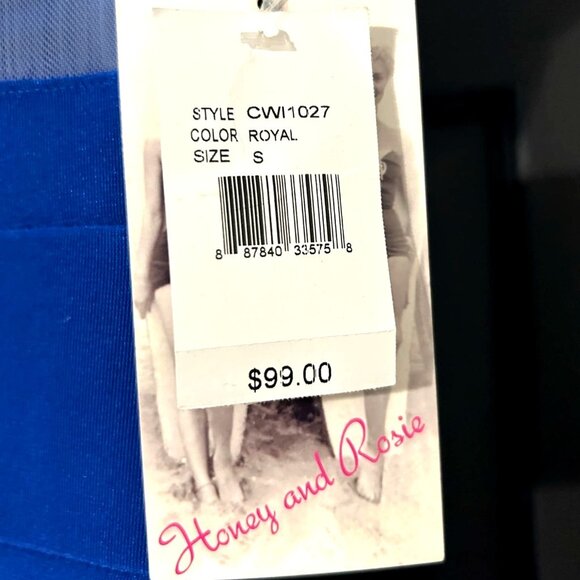 STYLE CWI1027
COLOR ROYAL
SIZE S
8 87840 33575 8
$99.00
Honey and Rosie